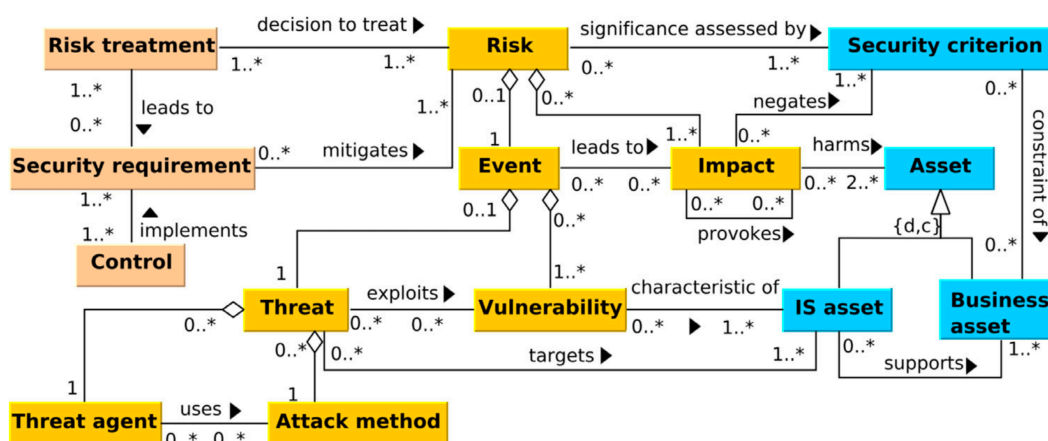 decision to treat
significance assessed by
Risk treatment
Risk
Security criterion
1..*
1..*
0..*
1..*
1..*
0..1
0..*
1..*
0..*
leads to
negates
0..*
1..*
1
1..*
0..*
constraint of
Security requirement
0..*
mitigates
Event
leads to
Impact
harms
Asset
1..*
0..*
0..*
0..*
2..*
0..1
0..*
0..*
0..*
implements
provokes
{d,c}
1..*
0..*
Control
1
1..*
exploits
characteristic of
Threat
Vulnerability
IS asset
Business
asset
0..*
0..*
0..*
0..*
1..*
0..*
0..*
targets
1..*
0..*
supports
1..*
1
1
Threat agent
uses
Attack method
0..*
0..*